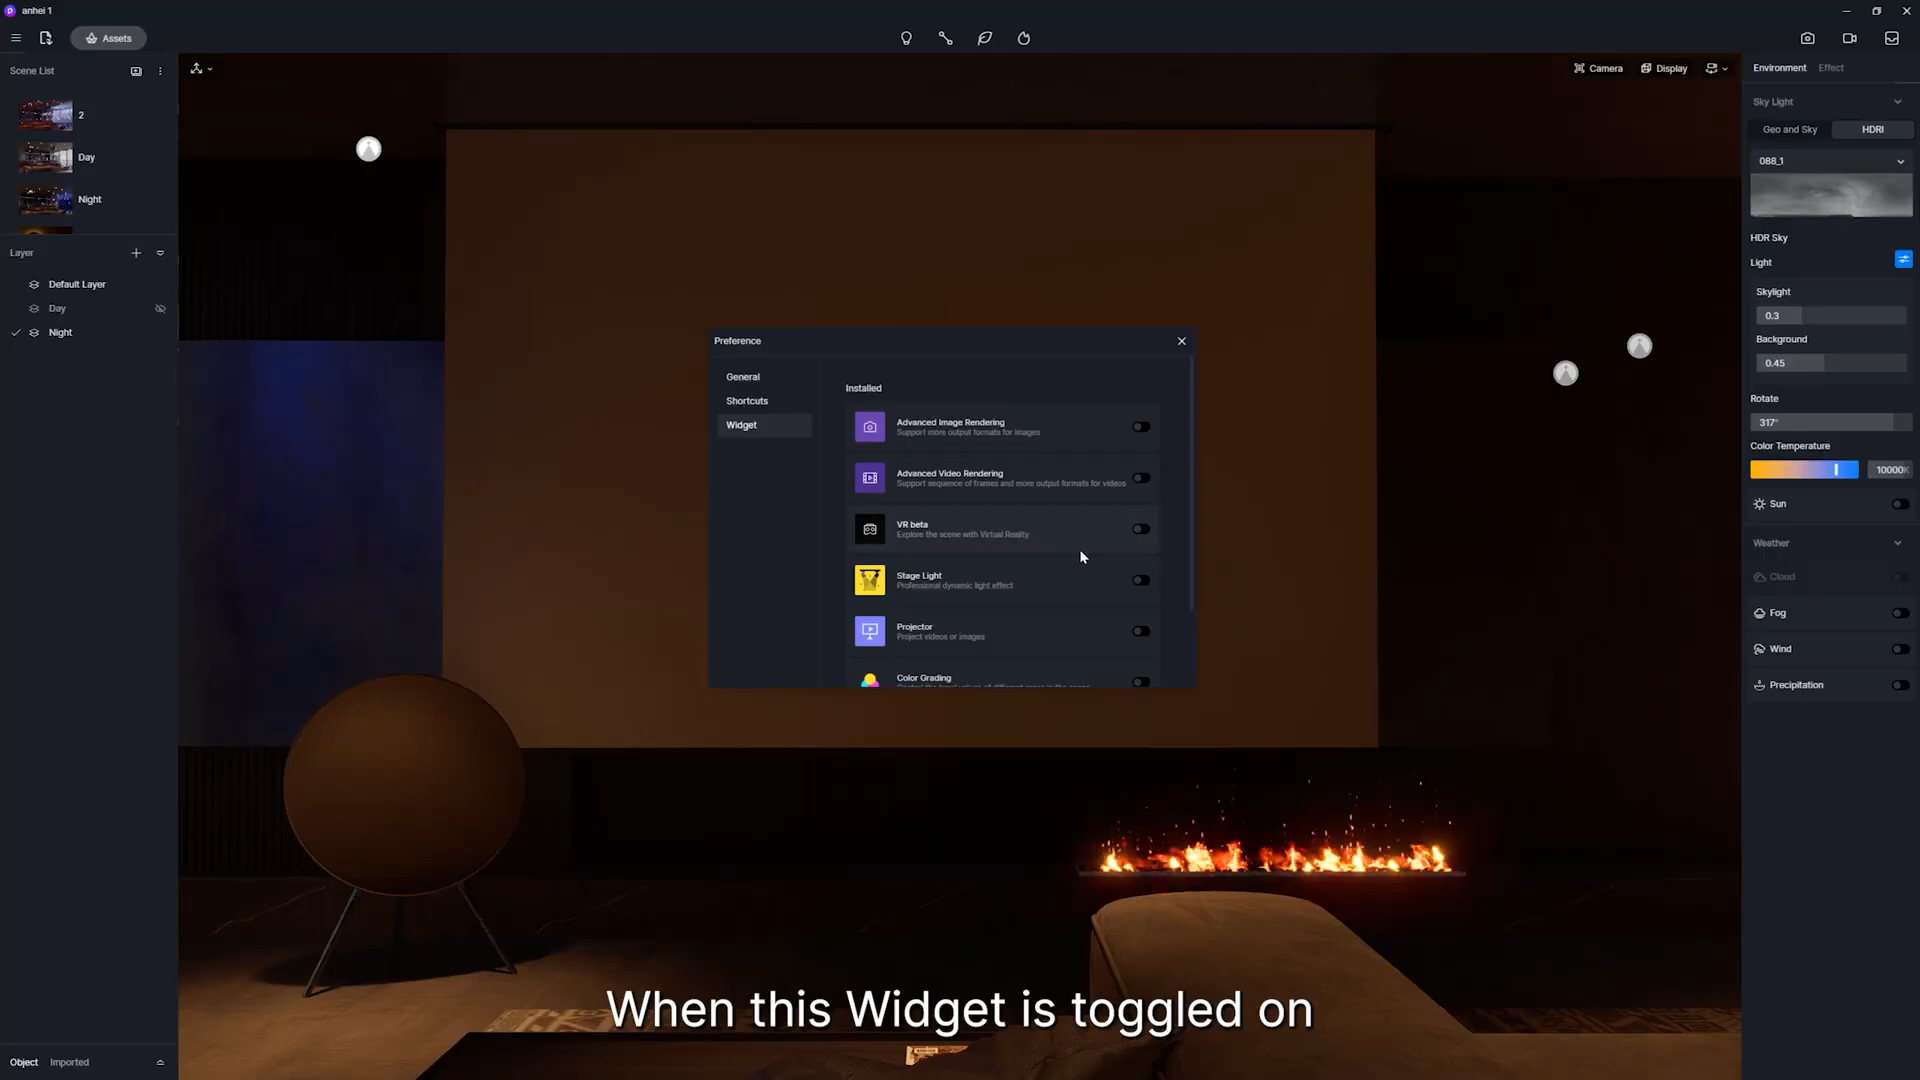 anhei 1
Assets
Scene List
2
Day
Night
Layer
Default Layer
Day
Night
Object
Imported
Camera
Display
Preference
General
Shortcuts
Widget
Installed
Advanced Image Rendering
Support more output formats for images
Advanced Video Rendering
Support sequence of frames and more output formats for videos
VR beta
Explore the scene with Virtual Reality
Stage Light
Professional dynamic light effect
Projector
Project videos or images
Color Grading
When this Widget is toggled on
Environment
Effect
Sky Light
Geo and Sky
HDRI
088_1
HDR Sky
Light
Skylight
0.3
Background
0.45
Rotate
317°
Color Temperature
10000K
Sun
Weather
Cloud
Fog
Wind
Precipitation